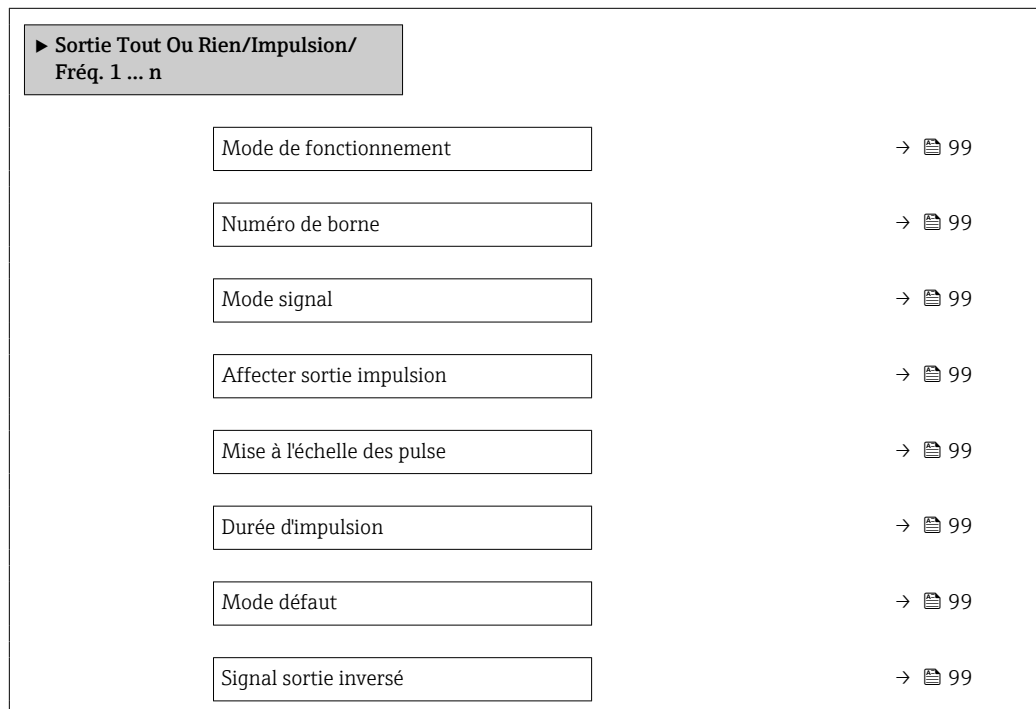 ▶ Sortie Tout Ou Rien/Impulsion/
Fréq. 1 … n
Mode de fonctionnement → 99
Numéro de borne → 99
Mode signal → 99
Affecter sortie impulsion → 99
Mise à l'échelle des pulse → 99
Durée d'impulsion → 99
Mode défaut → 99
Signal sortie inversé → 99